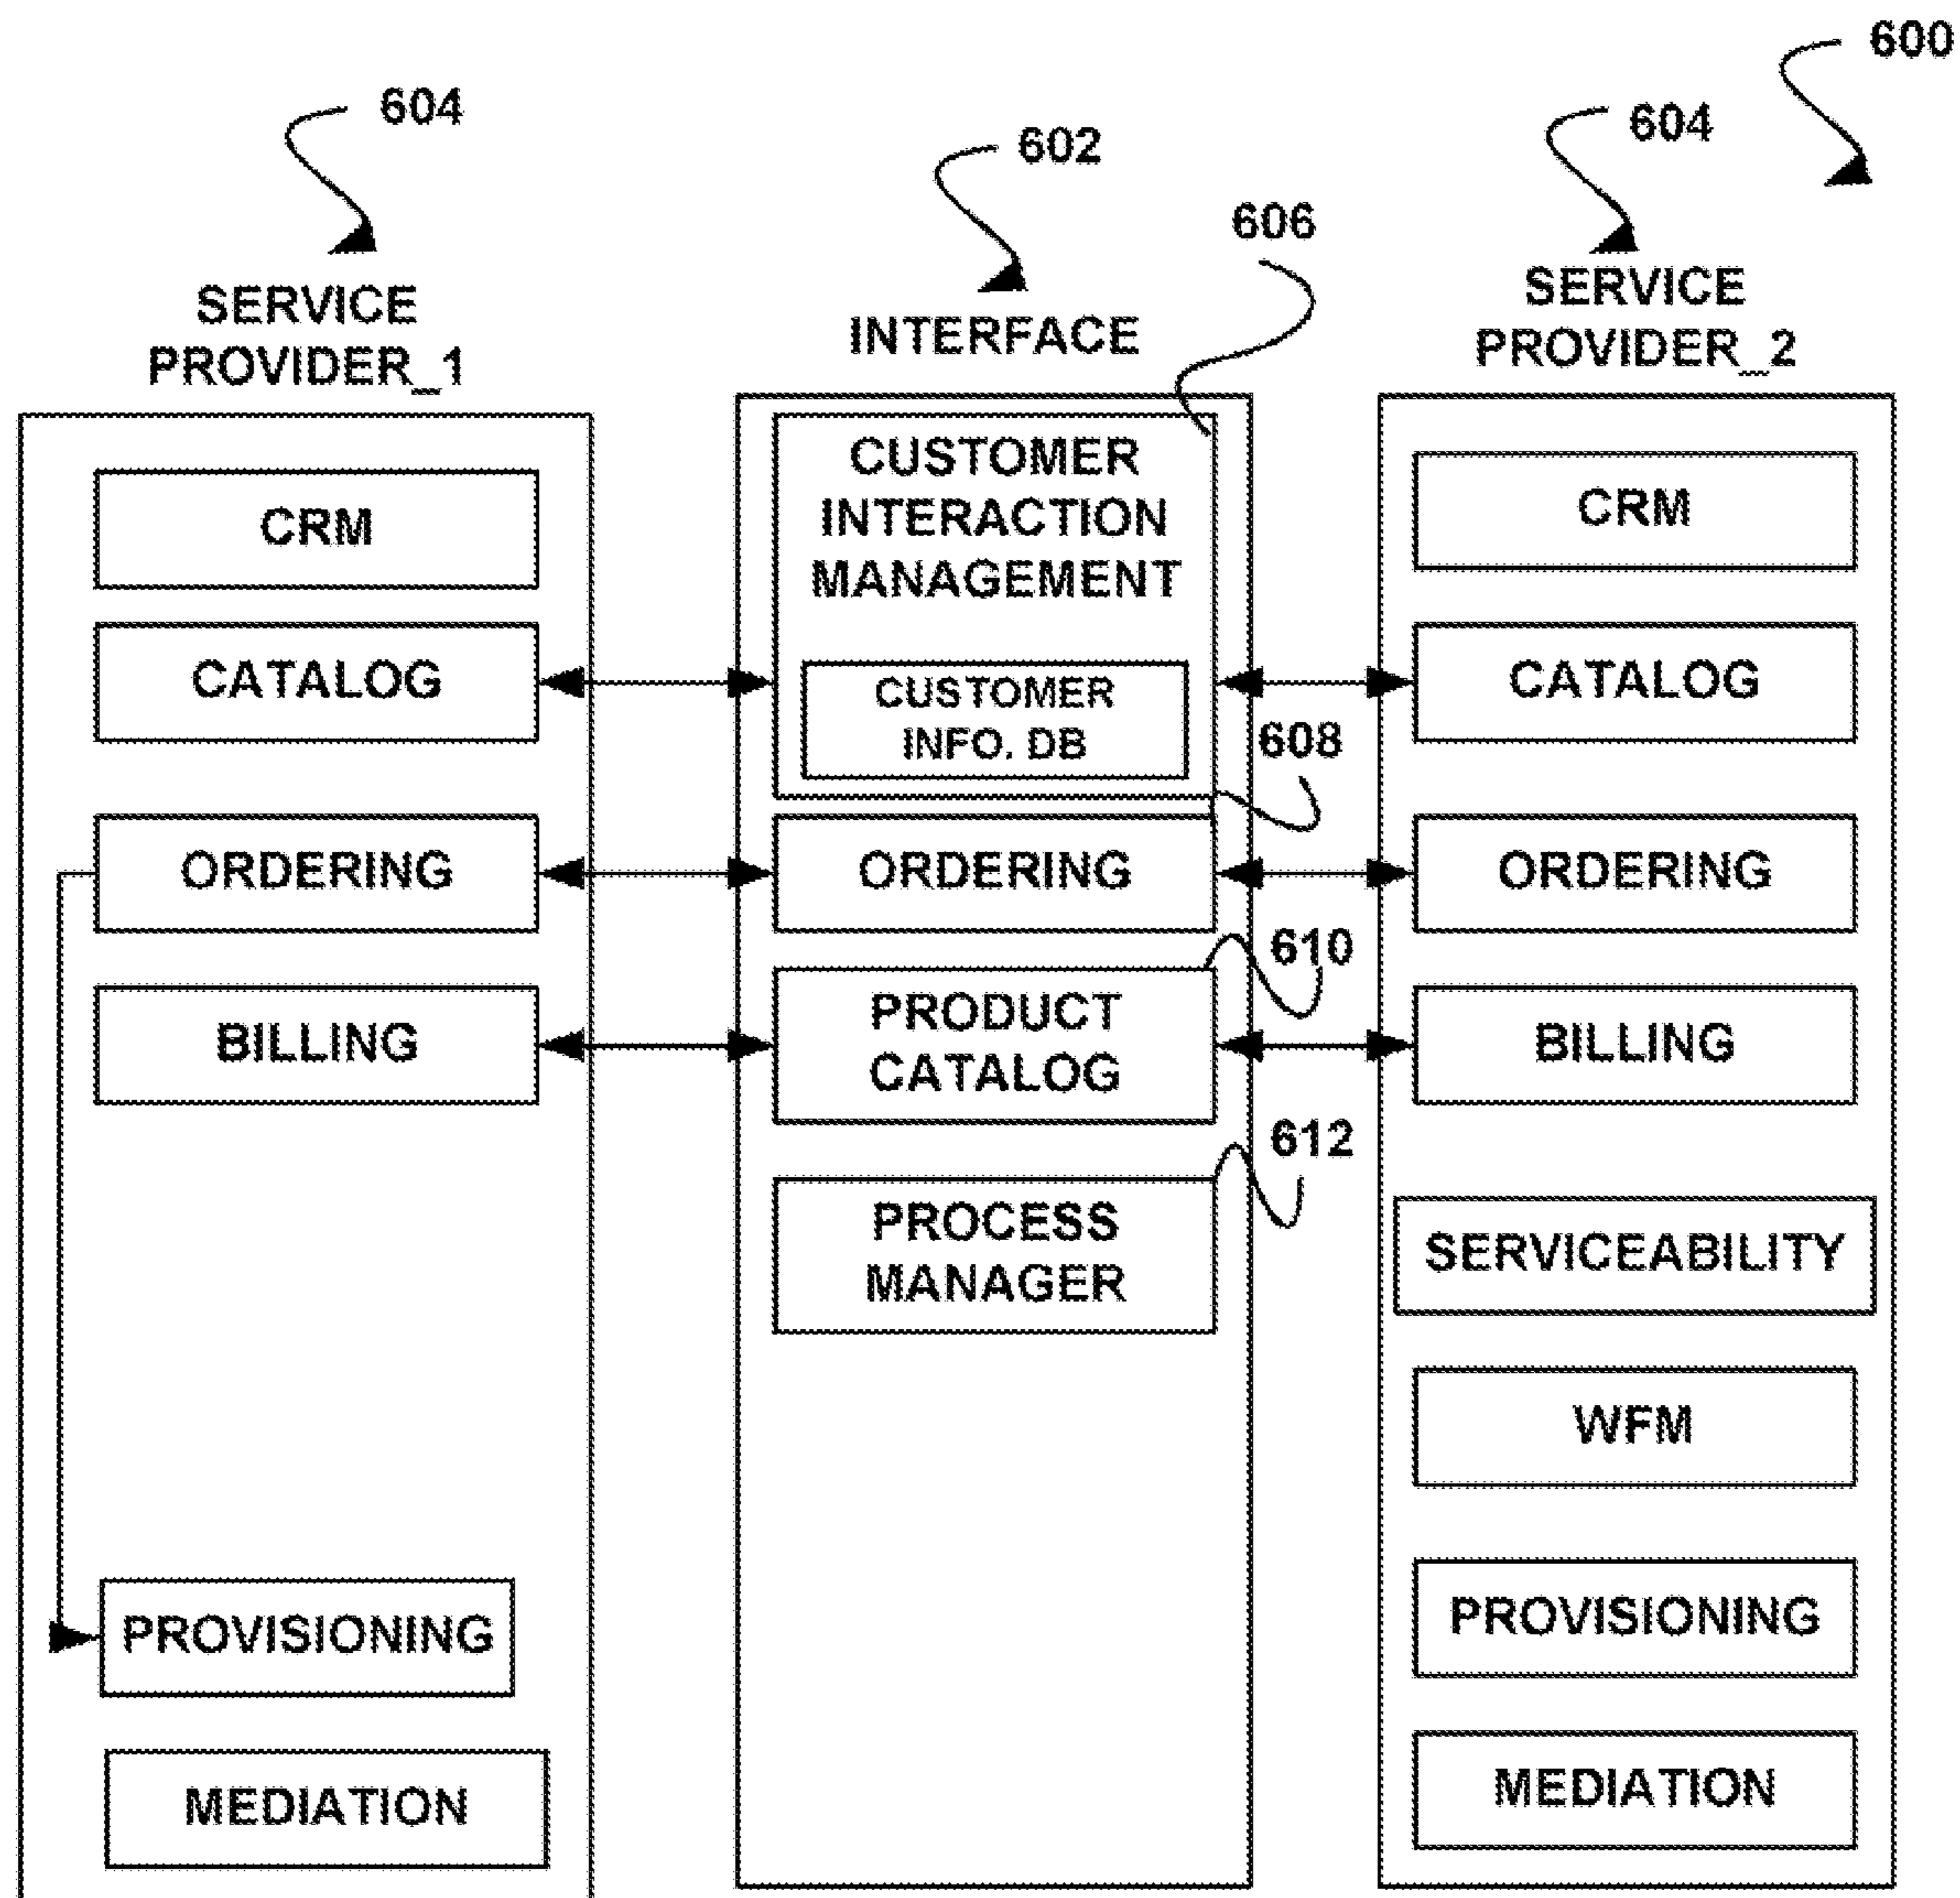 600
604
602
604
606
SERVICE
PROVIDER_1
INTERFACE
SERVICE
PROVIDER_2
CRM
CATALOG
ORDERING
BILLING
PROVISIONING
MEDIATION
CUSTOMER
INTERACTION
MANAGEMENT
CUSTOMER
INFO. DB
608
ORDERING
610
PRODUCT
CATALOG
612
PROCESS
MANAGER
CRM
CATALOG
ORDERING
BILLING
SERVICEABILITY
WFM
PROVISIONING
MEDIATION